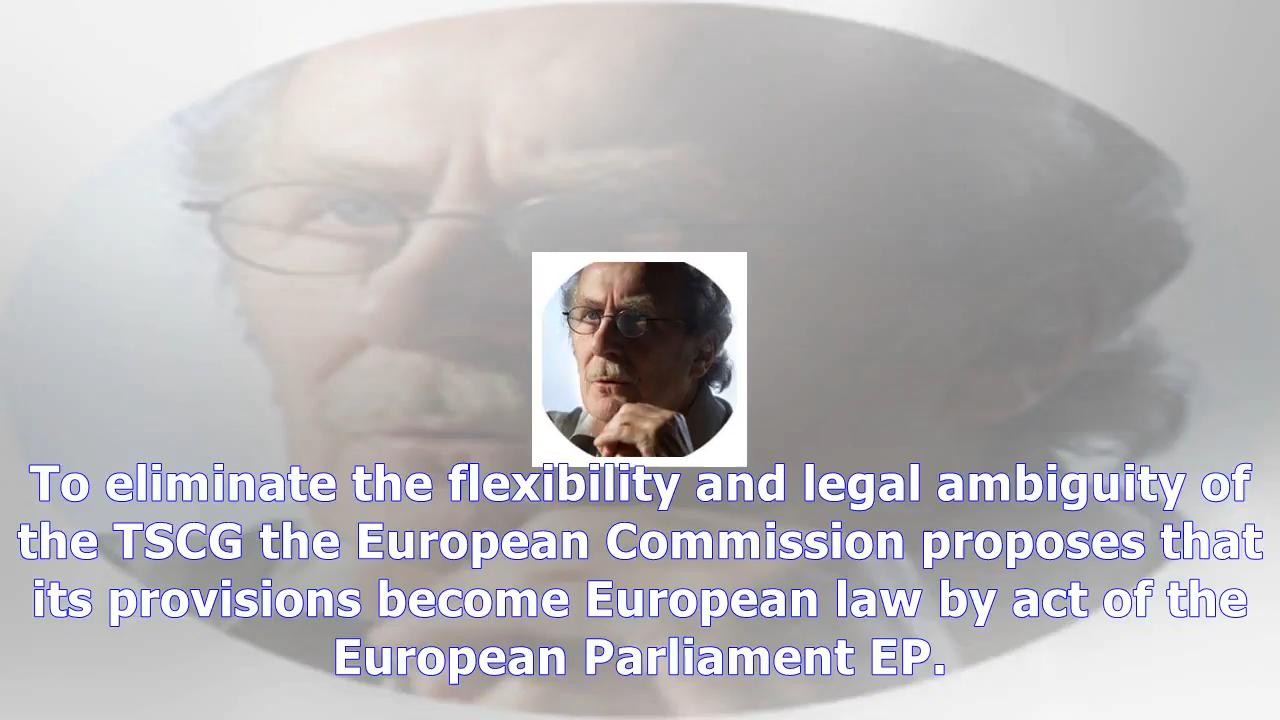 To eliminate the flexibility and legal ambiguity of
the TSCG the European Commission proposes that
its provisions become European law by act of the
European Parliament EP.